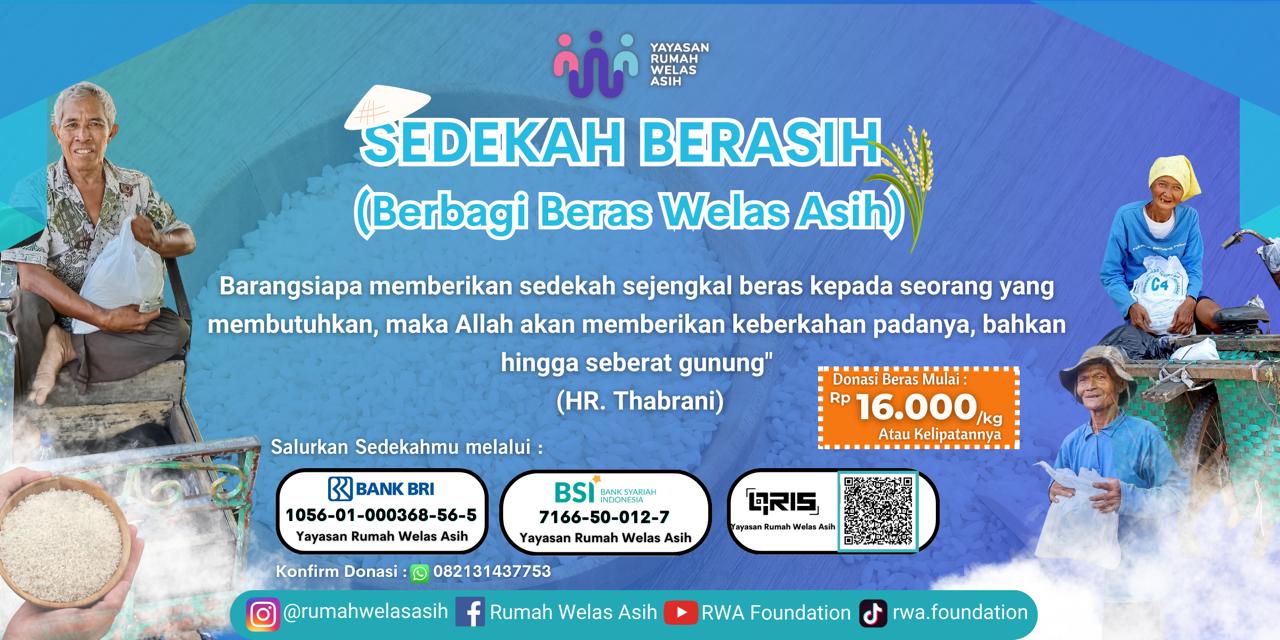 YAYASAN
RUMAH
WELAS
ASIH
SEDEKAH BERASIH
(Berbagi Beras Welas Asih)
Barangsiapa memberikan sedekah sejengkal beras kepada seorang yang
membutuhkan, maka Allah akan memberikan keberkahan padanya, bahkan
hingga seberat gunung"
(HR. Thabrani)
Donasi Beras Mulai :
Rp 16.000/kg
Atau Kelipatannya
C4
Salurkan Sedekahmu melalui :
BANK BRI
1056-01-000368-56-5
Yayasan Rumah Welas Asih
BSI BANK SYARIAH
INDONESIA
7166-50-012-7
Yayasan Rumah Welas Asih
QRIS
Yayasan Rumah Welas Asih
Konfirm Donasi : 082131437753
@rumahwelasasih Rumah Welas Asih RWA Foundation rwa.foundation